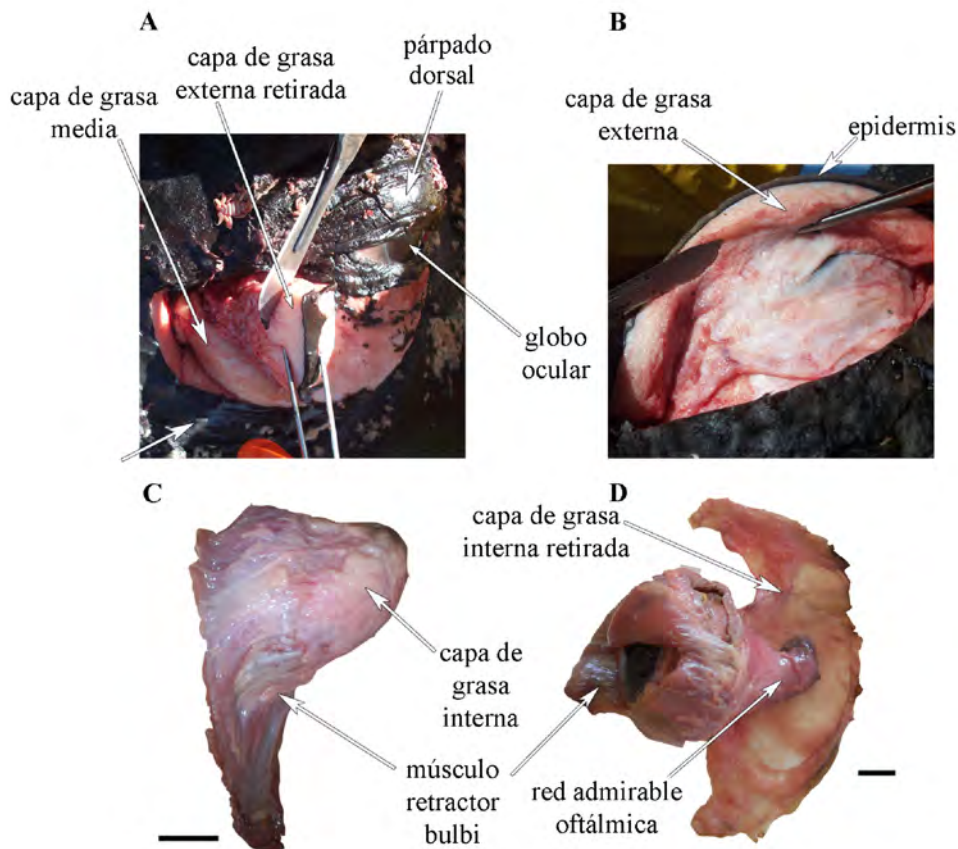 A
capa de grasa
externa retirada
párpado
dorsal
capa de grasa
media
globo
ocular
B
capa de grasa
externa
epidermis
C
capa de
grasa
interna
músculo
retractor
bulbi
D
capa de grasa
interna retirada
red admirable
oftálmica